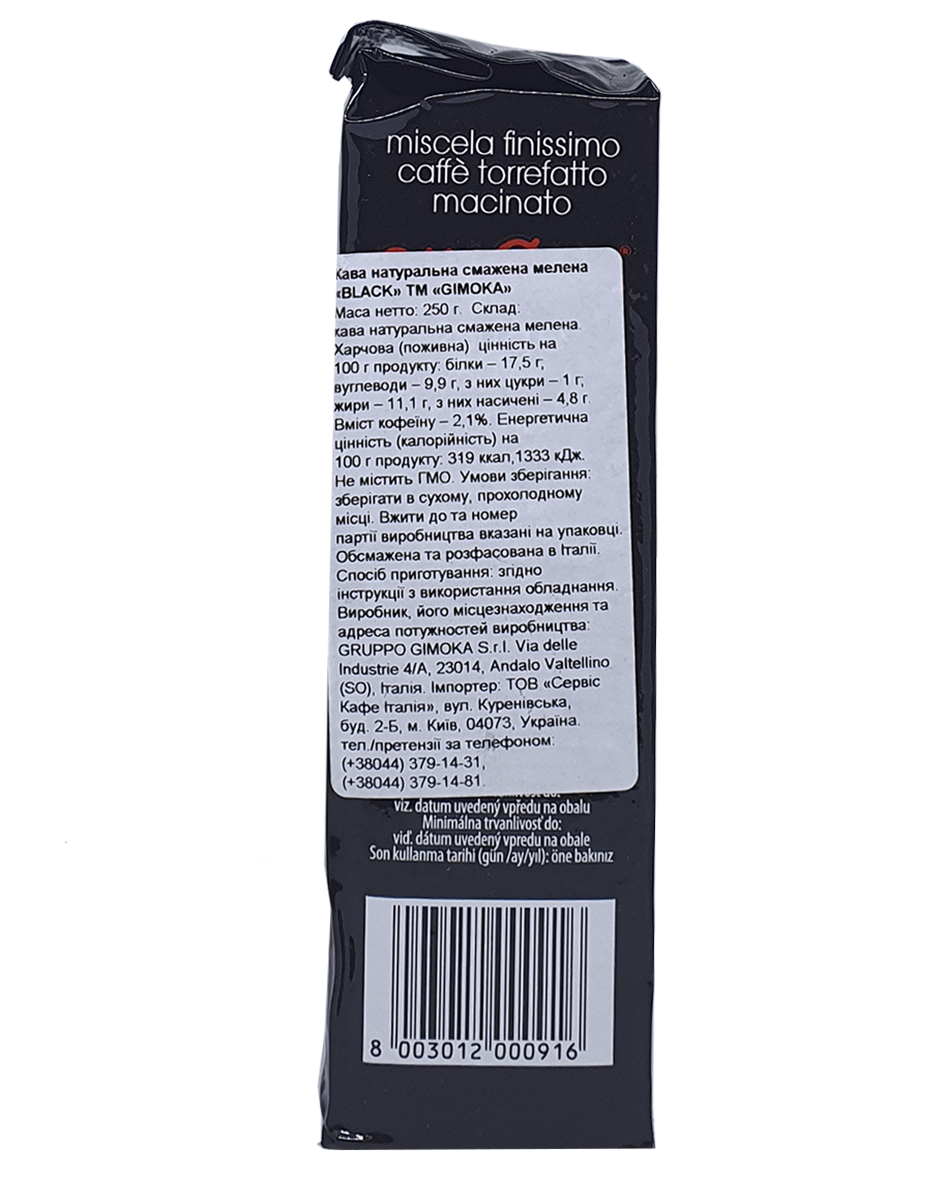 miscela finissimo
caffè torrefatto
macinato
®
Кава натуральна смажена мелена
«BLACK» ТМ «GIMOKA»
Маса нетто: 250 г. Склад:
кава натуральна смажена мелена.
Харчова (поживна) цінність на
100 г продукту: білки – 17,5 г;
вуглеводи – 9,9 г, з них цукри – 1 г;
жири – 11,1 г, з них насичені – 4,8 г.
Вміст кофеїну – 2,1%. Енергетична
цінність (калорійність) на
100 г продукту: 319 ккал,1333 кДж.
Не містить ГМО. Умови зберігання:
зберігати в сухому, прохолодному
місці. Вжити до та номер
партії виробництва вказані на упаковці.
Обсмажена та розфасована в Італії.
Спосіб приготування: згідно
інструкції з використання обладнання.
Виробник, його місцезнаходження та
адреса потужностей виробництва:
GRUPPO GIMOKA S.r.l. Via delle
Industrie 4/A, 23014, Andalo Valtellino
(SO), Італія. Імпортер: ТОВ «Сервіс
Кафе Італія», вул. Куренівська,
буд. 2-Б, м. Київ, 04073, Україна.
тел./претензії за телефоном:
(+38044) 379-14-31,
(+38044) 379-14-81.
viz. datum uvedený vpředu na obalu
Minimálna trvanlivosť do:
viď. dátum uvedený vpredu na obale
Son kullanma tarihi (gün /ay/yıl): öne bakınız
8 003012 000916